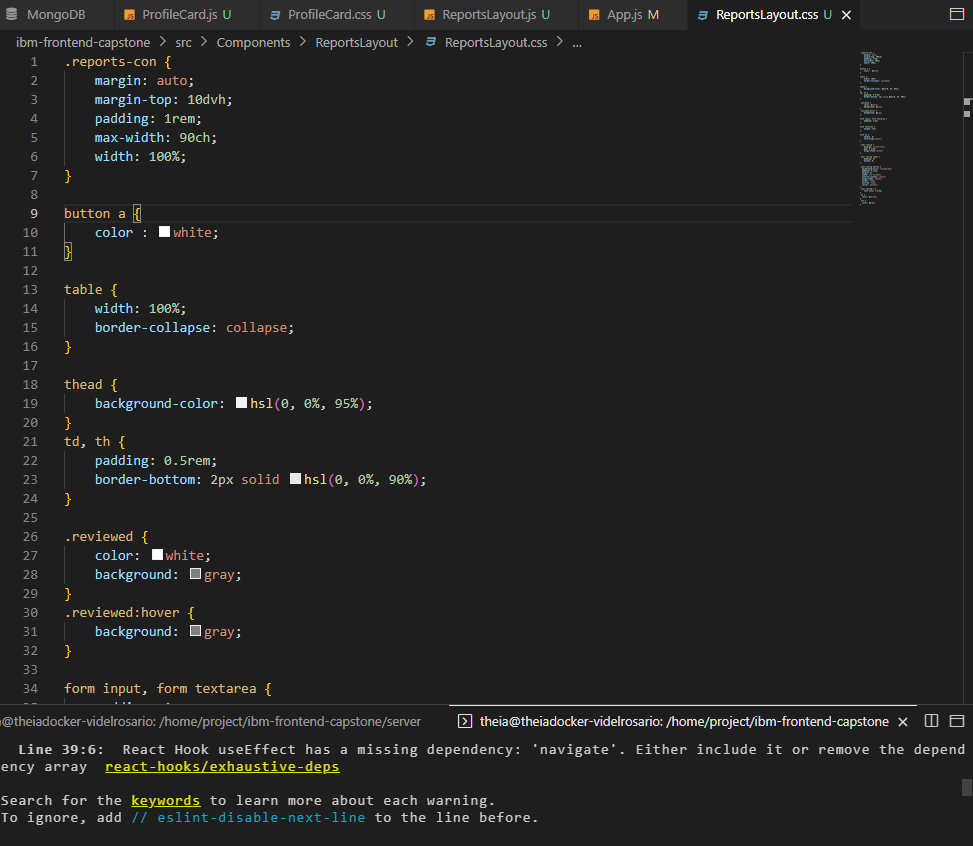 MongoDB ProfileCard.js U ProfileCard.css U ReportsLayout.js U App.js M ReportsLayout.css U
ibm-frontend-capstone > src > Components > ReportsLayout > ReportsLayout.css > ...
1 .reports-con {
2 margin: auto;
3 margin-top: 10dvh;
4 padding: 1rem;
5 max-width: 90ch;
6 width: 100%;
7 }
8
9 button a {
10 color : white;
11 }
12
13 table {
14 width: 100%;
15 border-collapse: collapse;
16 }
17
18 thead {
19 background-color: hsl(0, 0%, 95%);
20 }
21 td, th {
22 padding: 0.5rem;
23 border-bottom: 2px solid hsl(0, 0%, 90%);
24 }
25
26 .reviewed {
27 color: white;
28 background: gray;
29 }
30 .reviewed:hover {
31 background: gray;
32 }
33
34 form input, form textarea {
@theiadocker-videlrosario: /home/project/ibm-frontend-capstone/server theia@theiadocker-videlrosario: /home/project/ibm-frontend-capstone
Line 39:6: React Hook useEffect has a missing dependency: 'navigate'. Either include it or remove the depend
ency array react-hooks/exhaustive-deps
Search for the keywords to learn more about each warning.
To ignore, add // eslint-disable-next-line to the line before.